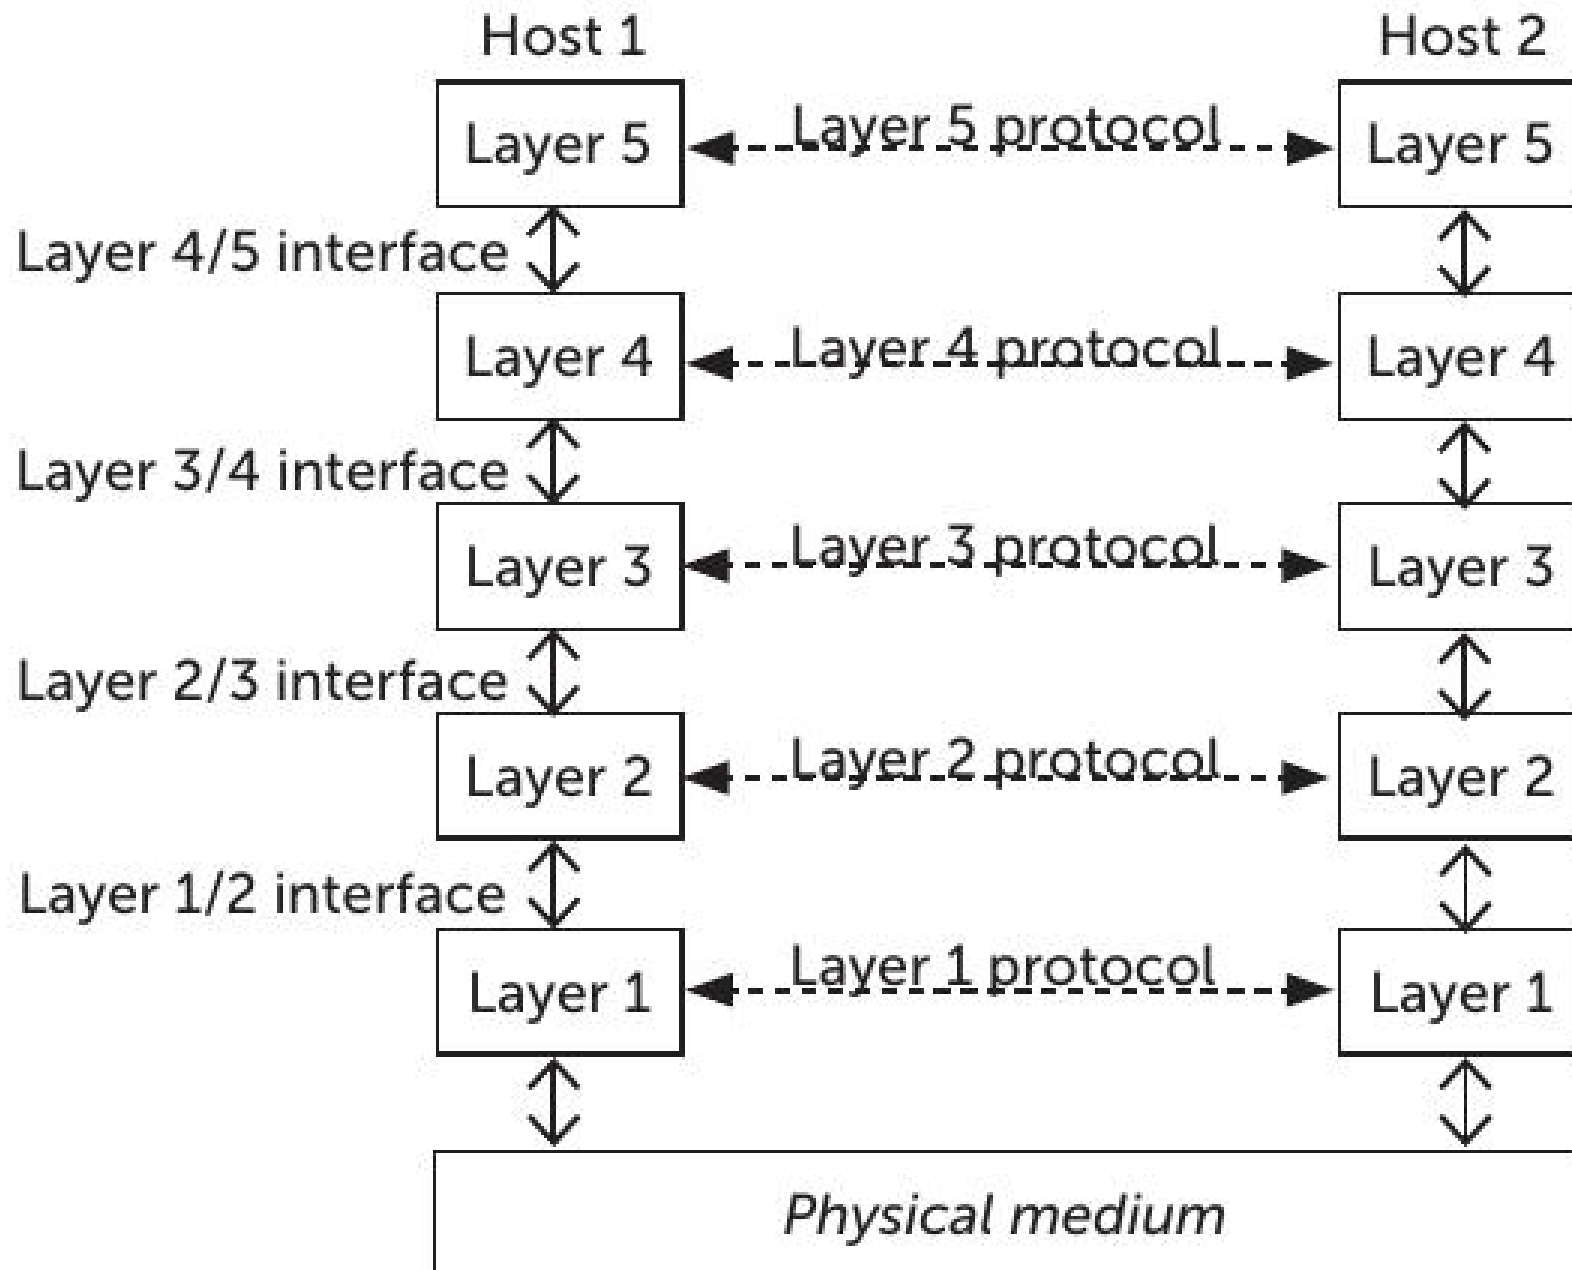 Host 1 Host 2
Layer 5 Layer 5 protocol Layer 5
Layer 4/5 interface
Layer 4 Layer 4 protocol Layer 4
Layer 3/4 interface
Layer 3 Layer 3 protocol Layer 3
Layer 2/3 interface
Layer 2 Layer 2 protocol Layer 2
Layer 1/2 interface
Layer 1 Layer 1 protocol Layer 1
Physical medium